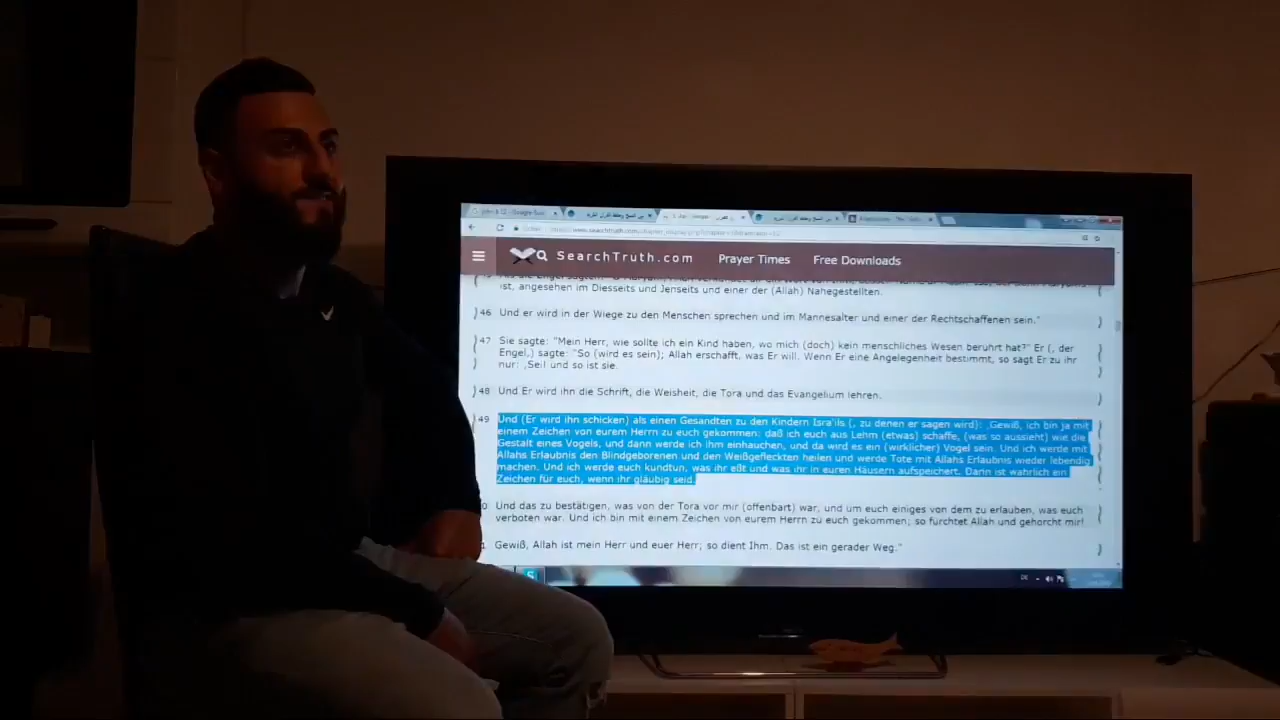 SearchTruth.com Prayer Times Free Downloads
ist, angesehen im Diesseits und Jenseits und einer der (Allah) Nahegestellten.
46 Und er wird in der Wiege zu den Menschen sprechen und im Mannesalter und einer der Rechtschaffenen sein."
47 Sie sagte: "Mein Herr, wie sollte ich ein Kind haben, wo mich (doch) kein menschliches Wesen berührt hat?" Er (, der
Engel,) sagte: "So (wird es sein); Allah erschafft, was Er will. Wenn Er eine Angelegenheit bestimmt, so sagt Er zu ihr
nur: ,Sei! und so ist sie.
48 Und Er wird ihn die Schrift, die Weisheit, die Tora und das Evangelium lehren.
49 Und (Er wird ihn schicken) als einen Gesandten zu den Kindern Isra'ils (, zu denen er sagen wird): ,Gewiß, ich bin ja mit
einem Zeichen von eurem Herrn zu euch gekommen: daß ich euch aus Lehm (etwas) schaffe, (was so aussieht) wie die
Gestalt eines Vogels, und dann werde ich ihm einhauchen, und da wird es ein (wirklicher) Vogel sein. Und ich werde mit
Allahs Erlaubnis den Blindgeborenen und den Weißgefleckten heilen und werde Tote mit Allahs Erlaubnis wieder lebendig
machen. Und ich werde euch kundtun, was ihr eßt und was ihr in euren Häusern aufspeichert. Darin ist wahrlich ein
Zeichen für euch, wenn ihr gläubig seid.
0 Und das zu bestätigen, was von der Tora vor mir (offenbart) war, und um euch einiges von dem zu erlauben, was euch
verboten war. Und ich bin mit einem Zeichen von eurem Herrn zu euch gekommen; so fürchtet Allah und gehorcht mir!
1 Gewiß, Allah ist mein Herr und euer Herr; so dient Ihm. Das ist ein gerader Weg."
DE